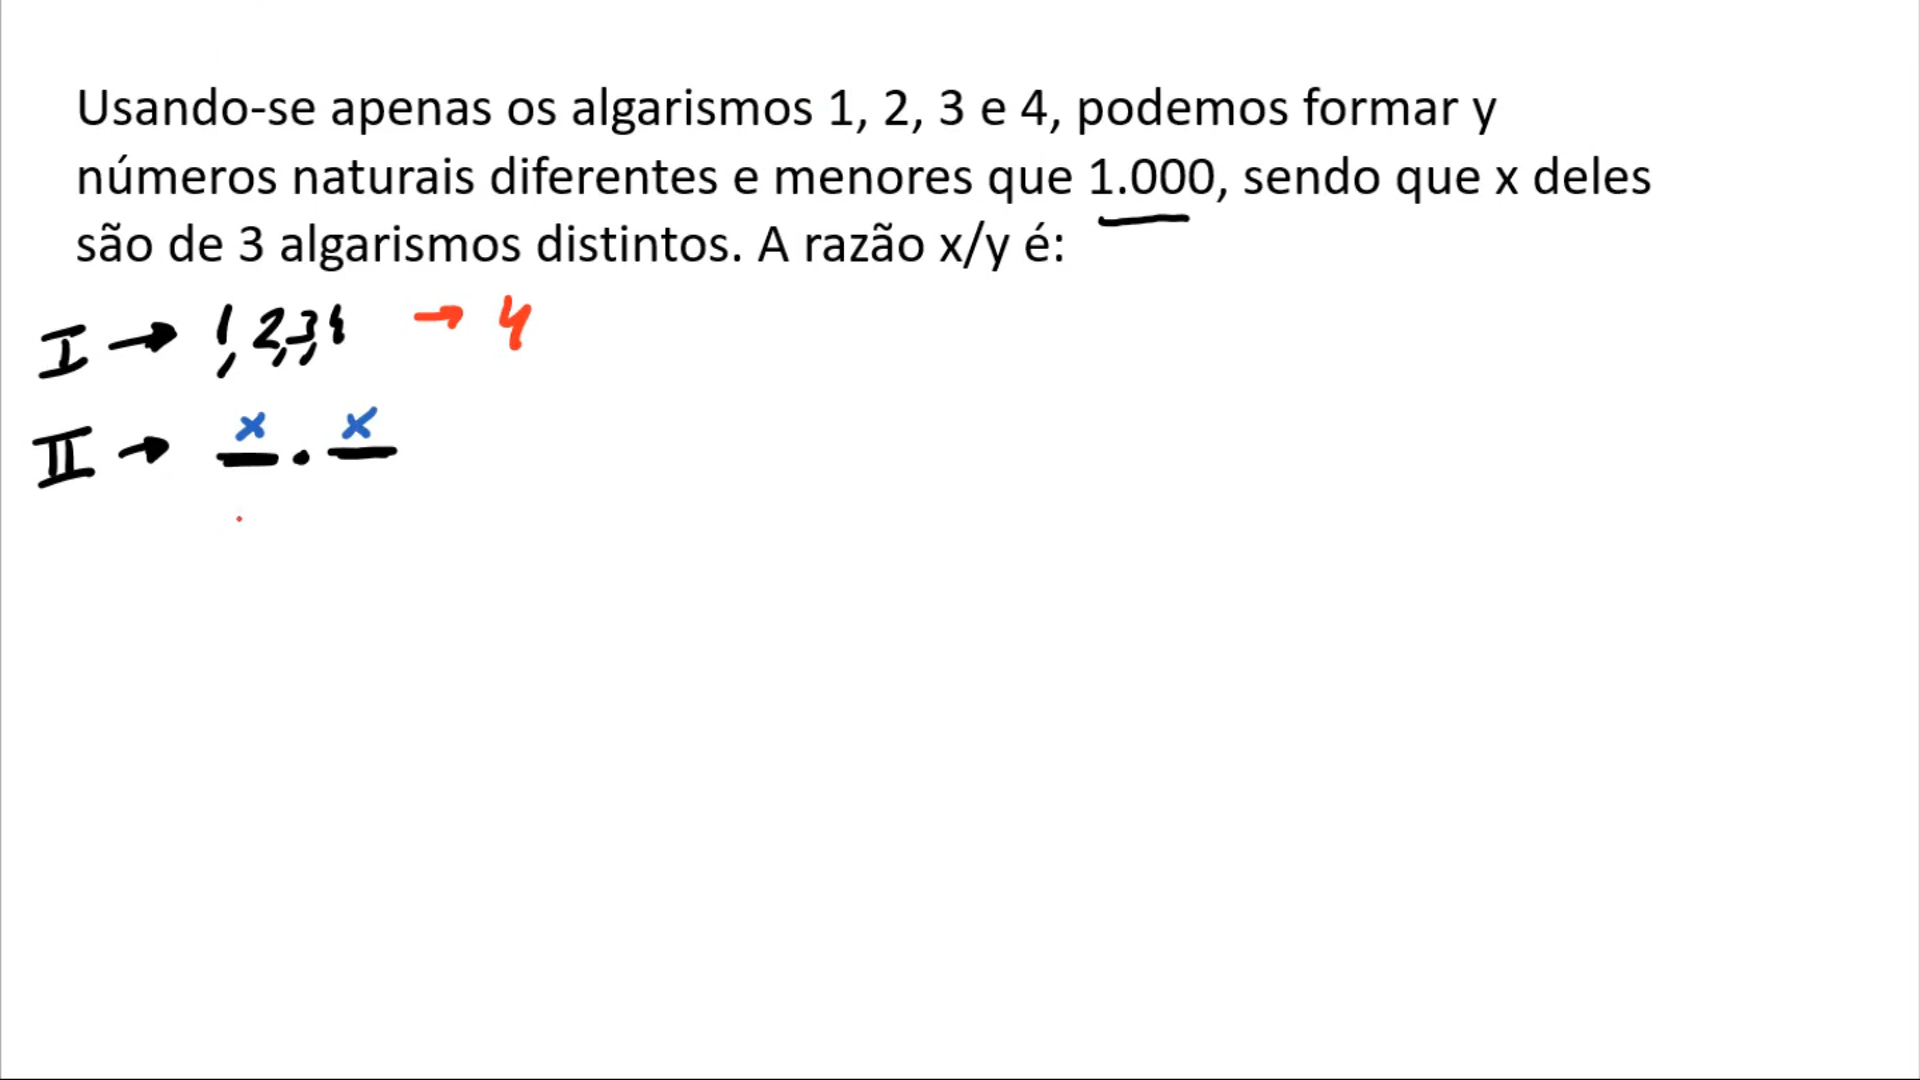 Usando-se apenas os algarismos 1, 2, 3 e 4, podemos formar y
números naturais diferentes e menores que 1.000, sendo que x deles
são de 3 algarismos distintos. A razão x/y é:
I → 1,2,3,4 → 4
II → x . x